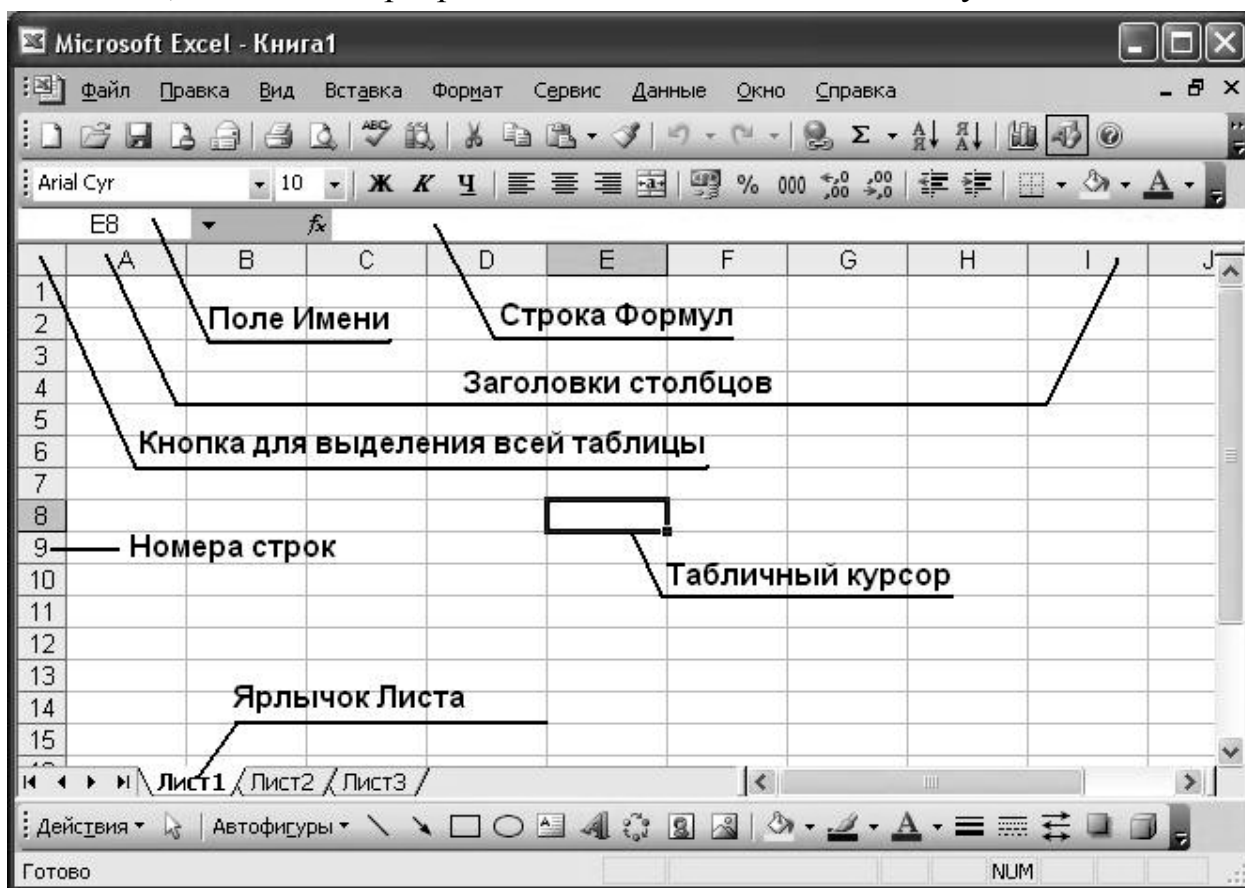 Microsoft Excel - Книга1
Файл Правка Вид Вставка Формат Сервис Данные Окно Справка
Arial Cyr 10 Ж К Ч % 000
E8 fx
A B C D E F G H I J
1
2 Поле Имени Строка Формул
3
4 Заголовки столбцов
5
6 Кнопка для выделения всей таблицы
7
8
9 Номера строк
10 Табличный курсор
11
12
13
14 Ярлычок Листа
15
Лист1 Лист2 Лист3
Действия Автофигуры
Готово NUM